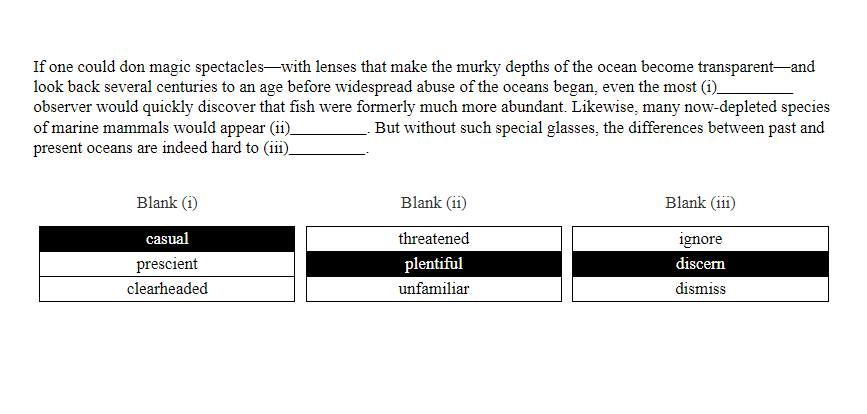 If one could don magic spectacles—with lenses that make the murky depths of the ocean become transparent—and
look back several centuries to an age before widespread abuse of the oceans began, even the most (i)__________
observer would quickly discover that fish were formerly much more abundant. Likewise, many now-depleted species
of marine mammals would appear (ii)__________. But without such special glasses, the differences between past and
present oceans are indeed hard to (iii)__________.
Blank (i) Blank (ii) Blank (iii)
casual threatened ignore
prescient plentiful discern
clearheaded unfamiliar dismiss